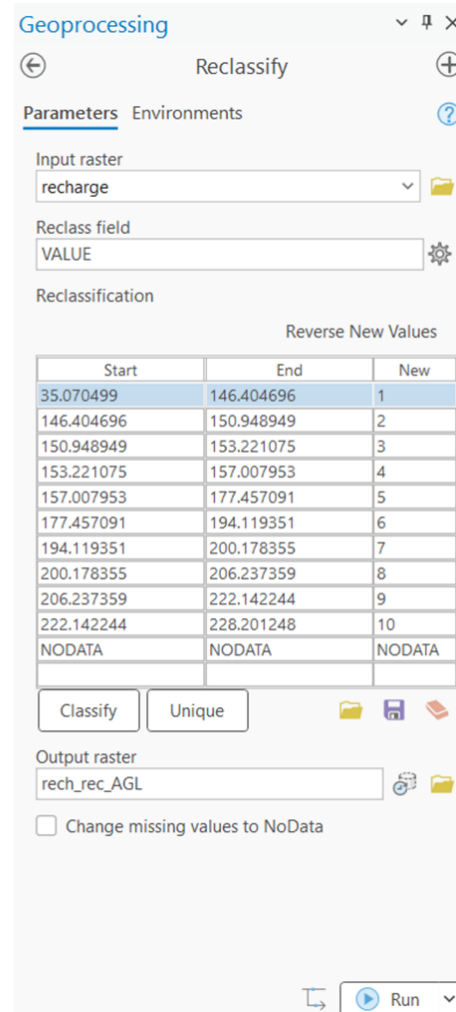 Geoprocessing
Reclassify
Parameters Environments
Input raster
recharge
Reclass field
VALUE
Reclassification
Reverse New Values
Start End New
35.070499 146.404696 1
146.404696 150.948949 2
150.948949 153.221075 3
153.221075 157.007953 4
157.007953 177.457091 5
177.457091 194.119351 6
194.119351 200.178355 7
200.178355 206.237359 8
206.237359 222.142244 9
222.142244 228.201248 10
NODATA NODATA NODATA
Classify Unique
Output raster
rech_rec_AGL
Change missing values to NoData
Run